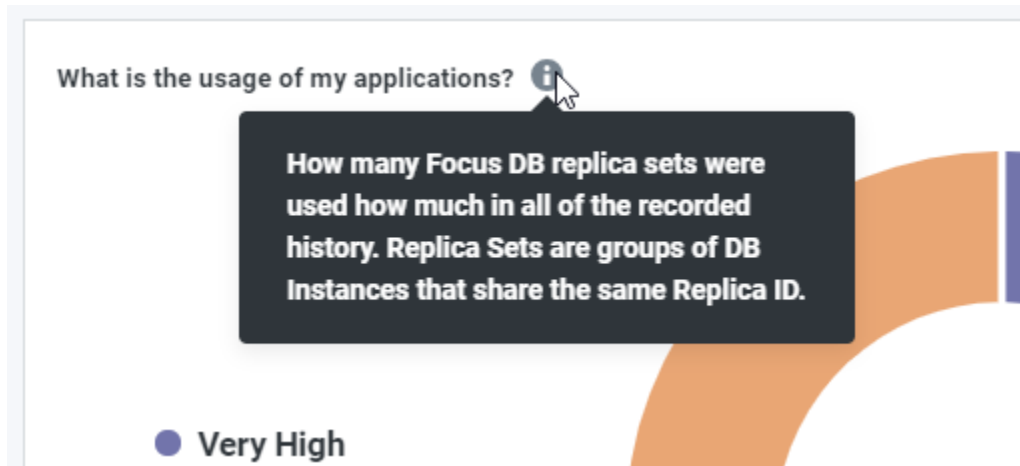 What is the usage of my applications?
How many Focus DB replica sets were
used how much in all of the recorded
history. Replica Sets are groups of DB
Instances that share the same Replica ID.
Very High